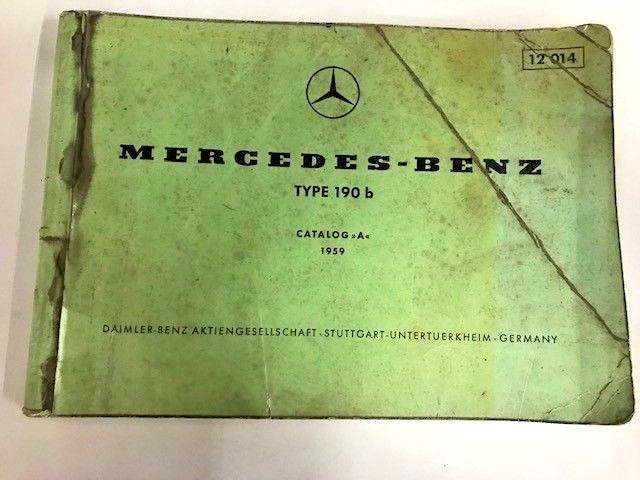 12 014
MERCEDES-BENZ
TYPE 190 b
CATALOG »A«
1959
DAIMLER-BENZ AKTIENGESELLSCHAFT · STUTTGART-UNTERTUERKHEIM · GERMANY